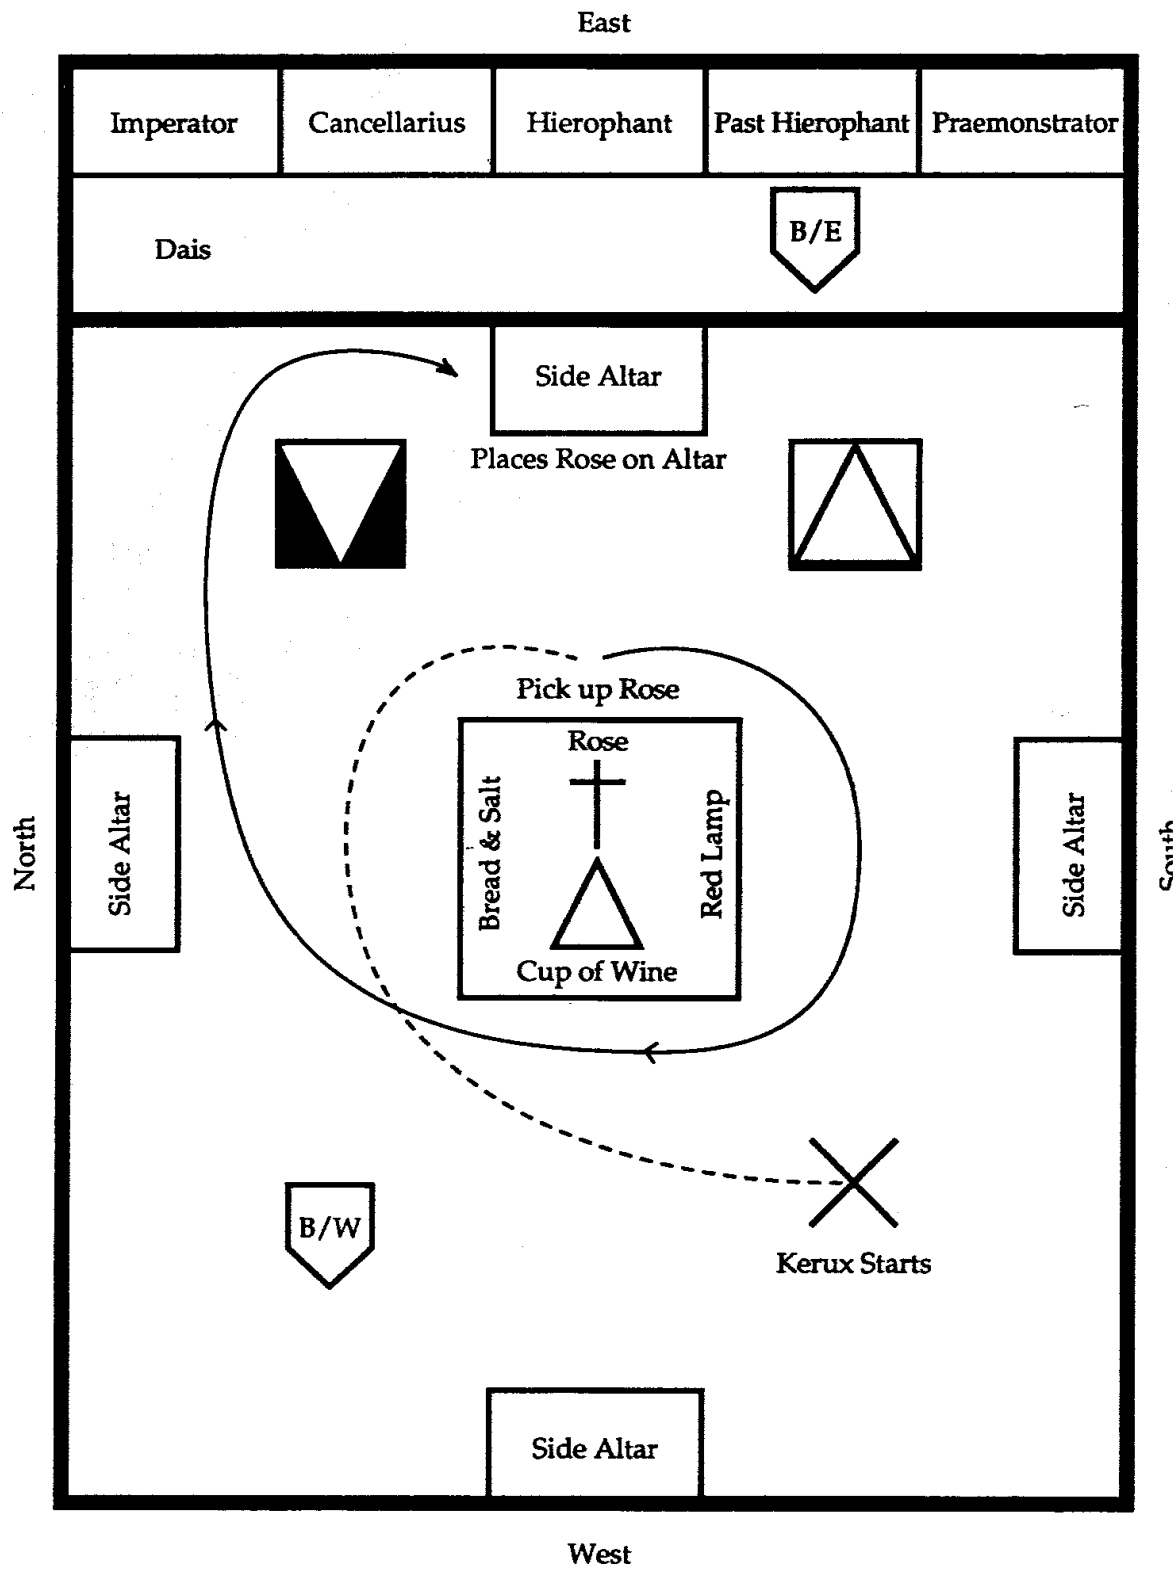 East
Imperator
Cancellarius
Hierophant
Past Hierophant
Praemonstrator
B/E
Dais
Side Altar
Places Rose on Altar
Pick up Rose
Rose
Bread & Salt
Red Lamp
Cup of Wine
North
Side Altar
Side Altar
South
B/W
Kerux Starts
Side Altar
West